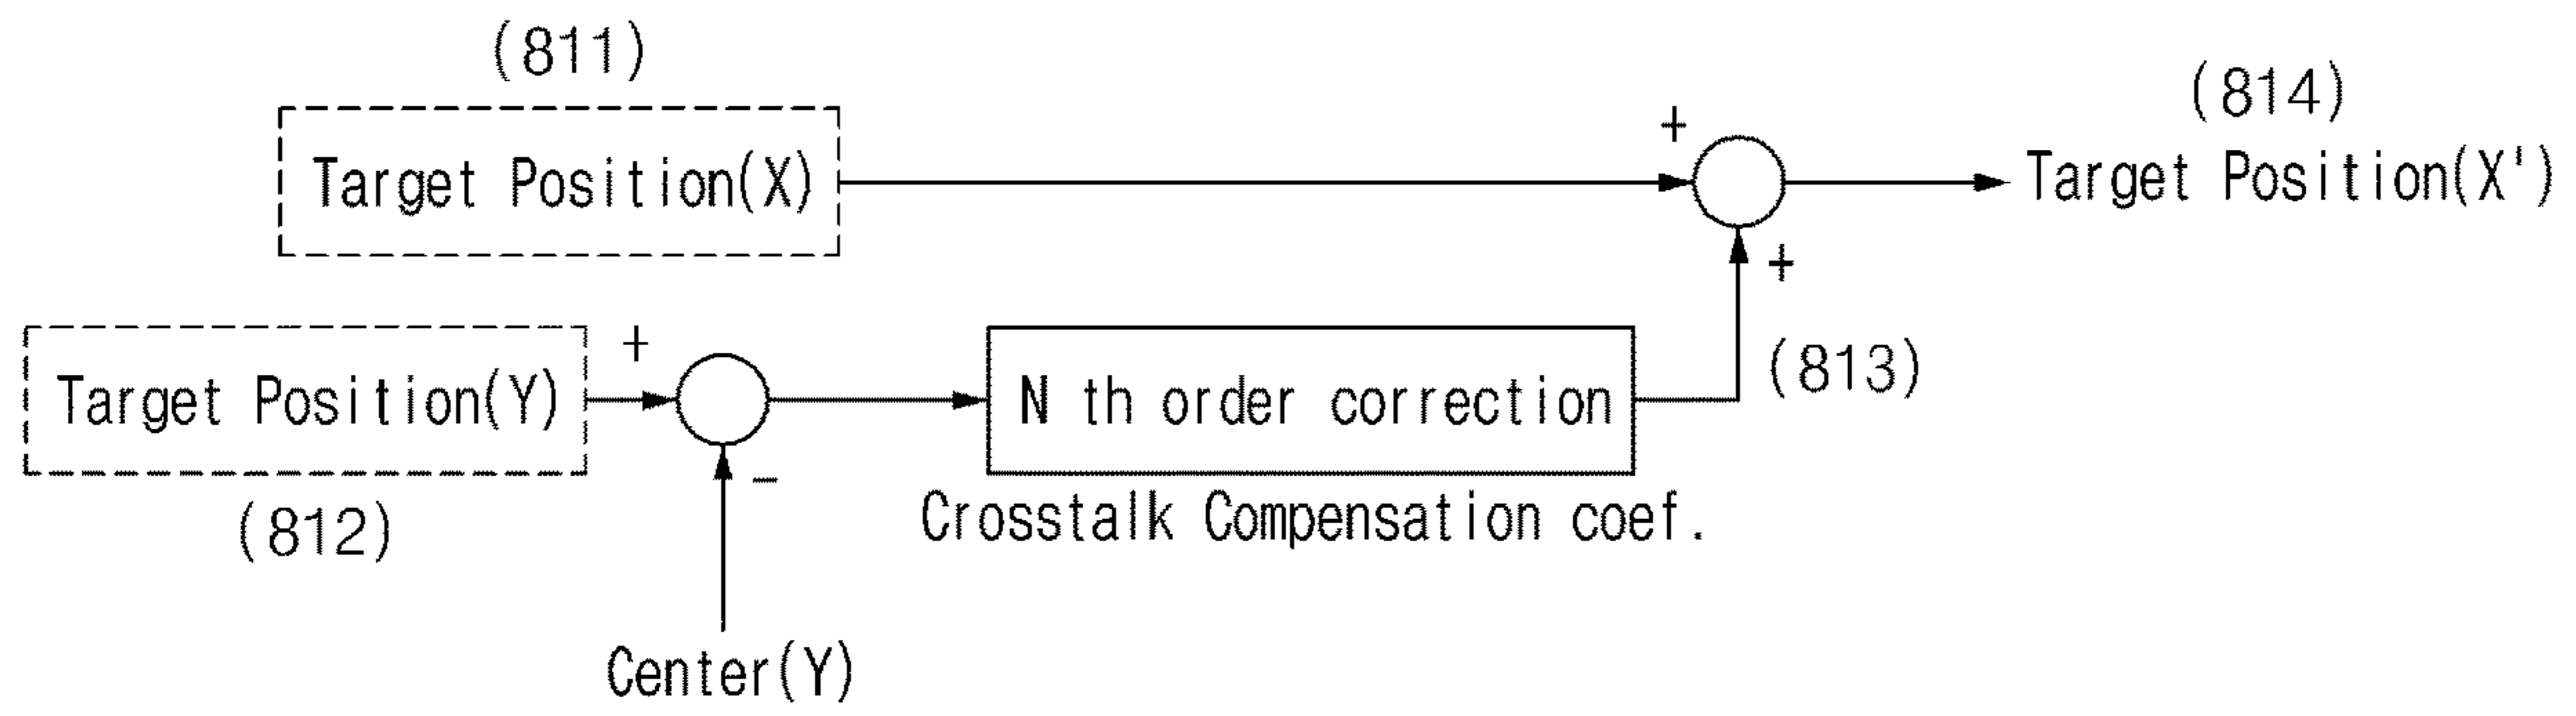 (811)
(814)
+
Target Position(X)
Target Position(X')
+
+
(813)
Target Position(Y)
N th order correction
-
(812)
Crosstalk Compensation coef.
Center(Y)